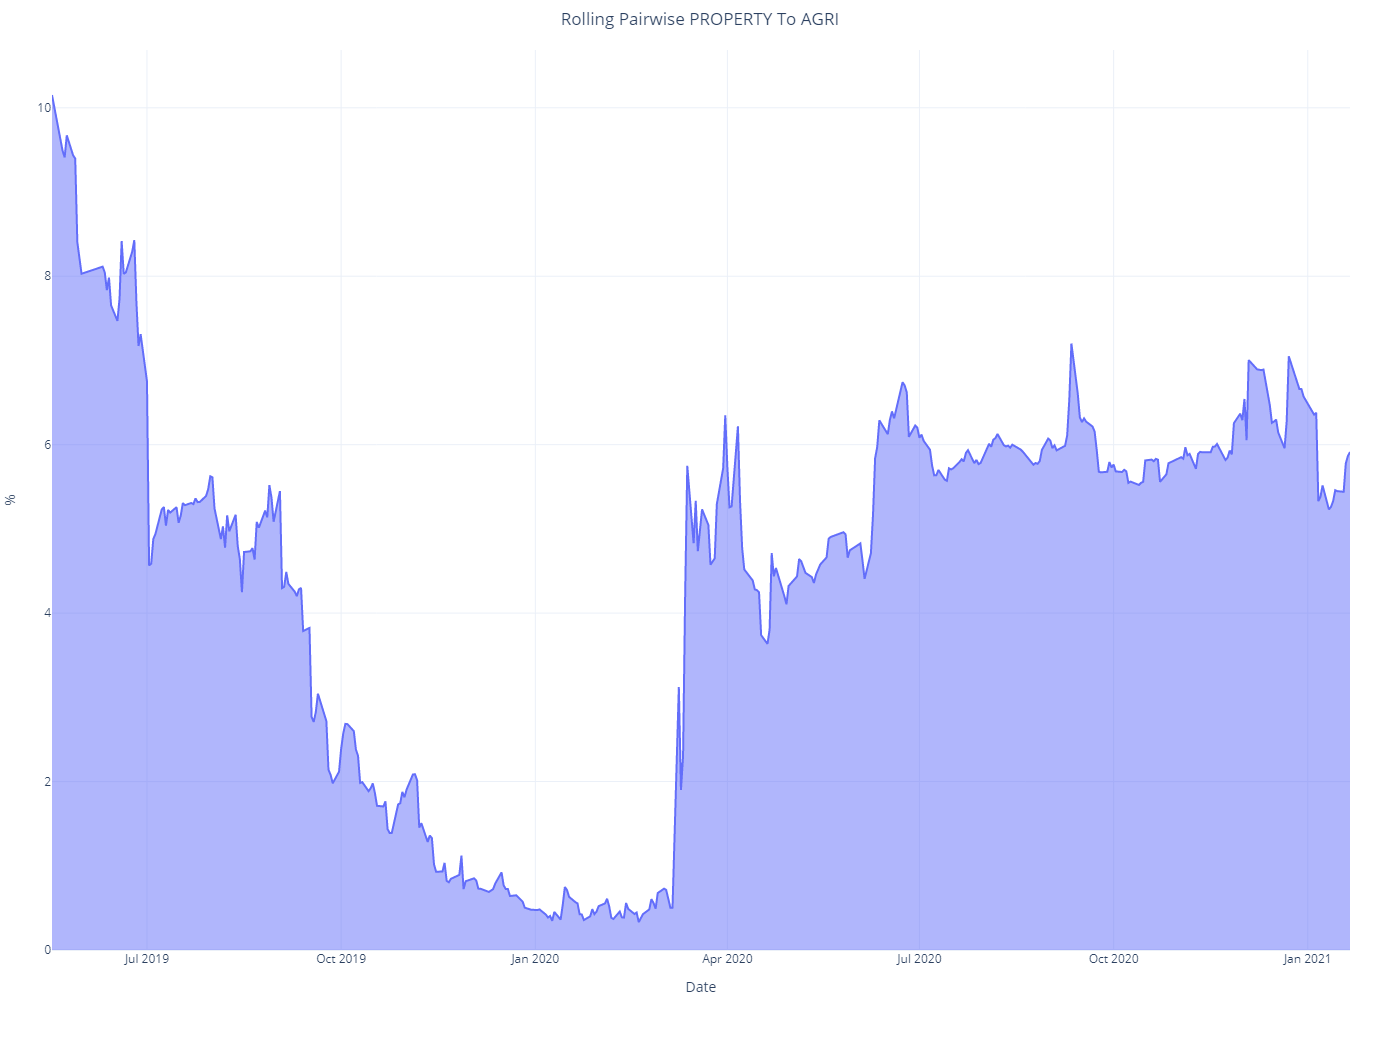 Rolling Pairwise PROPERTY To AGRI
10
8
6
4
2
0
%
Jul 2019
Oct 2019
Jan 2020
Apr 2020
Jul 2020
Oct 2020
Jan 2021
Date